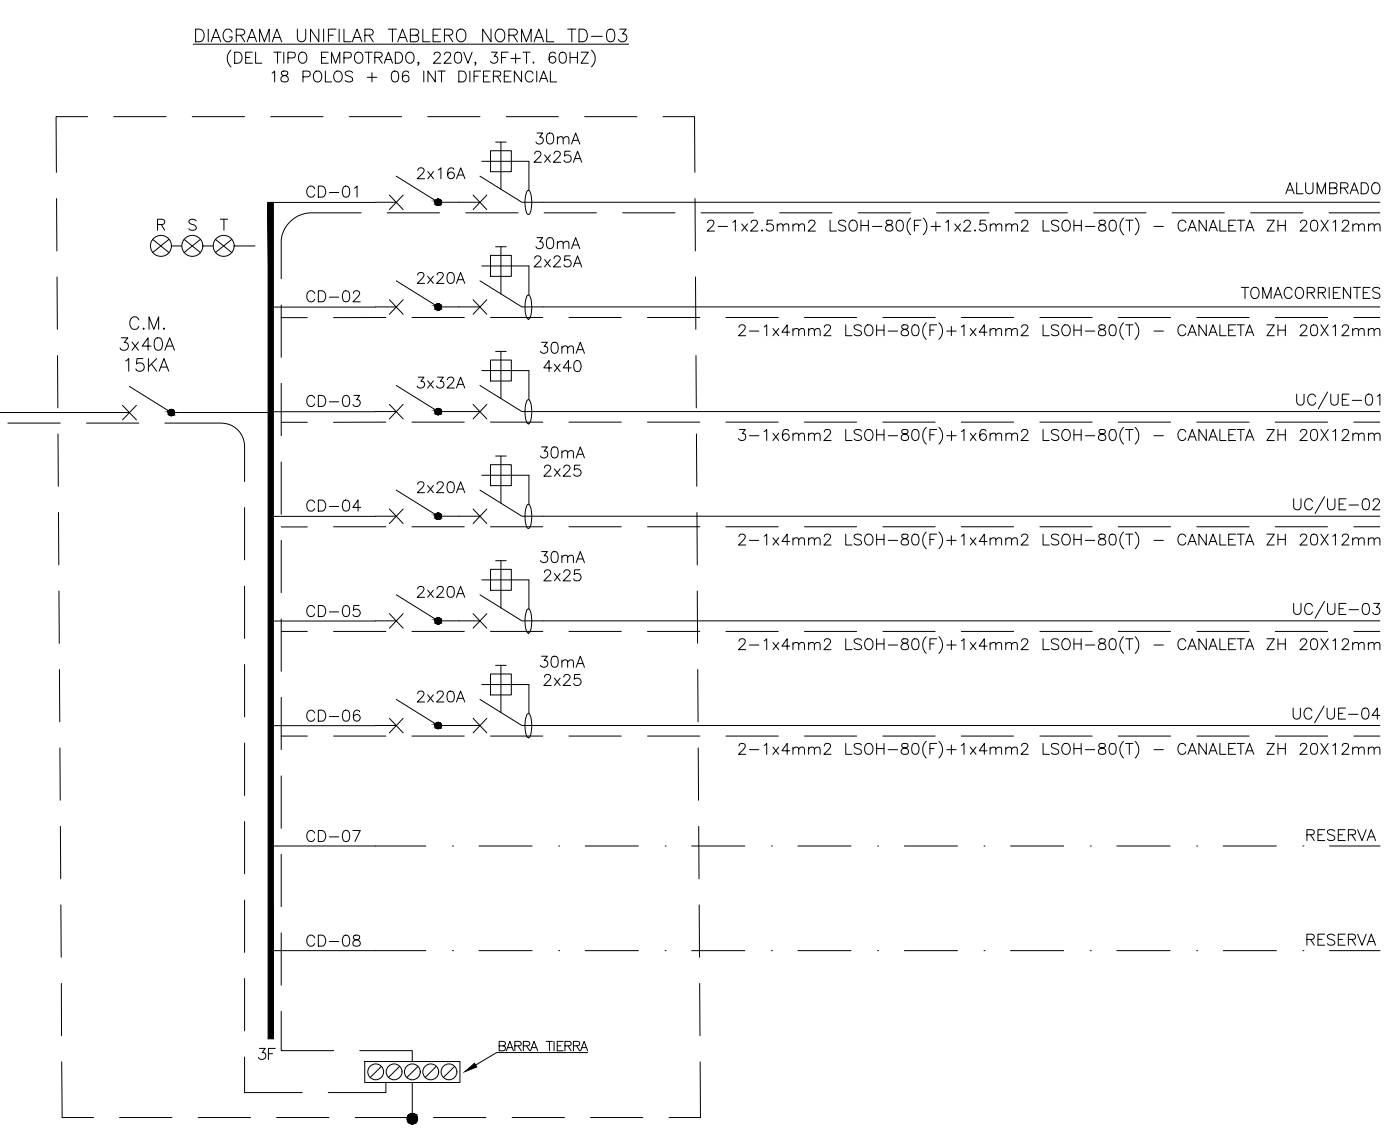 DIAGRAMA UNIFILAR TABLERO NORMAL TD-03
(DEL TIPO EMPOTRADO, 220V, 3F+T. 60HZ)
18 POLOS + 06 INT DIFERENCIAL
30mA
2x25A
2x16A
CD-01
ALUMBRADO
2-1x2.5mm2 LSOH-80(F)+1x2.5mm2 LSOH-80(T) - CANALETA ZH 20X12mm
R S T
30mA
2x25A
2x20A
CD-02
TOMACORRIENTES
2-1x4mm2 LSOH-80(F)+1x4mm2 LSOH-80(T) - CANALETA ZH 20X12mm
C.M.
3x40A
15KA
30mA
4x40
3x32A
CD-03
UC/UE-01
3-1x6mm2 LSOH-80(F)+1x6mm2 LSOH-80(T) - CANALETA ZH 20X12mm
30mA
2x25
2x20A
CD-04
UC/UE-02
2-1x4mm2 LSOH-80(F)+1x4mm2 LSOH-80(T) - CANALETA ZH 20X12mm
30mA
2x25
2x20A
CD-05
UC/UE-03
2-1x4mm2 LSOH-80(F)+1x4mm2 LSOH-80(T) - CANALETA ZH 20X12mm
30mA
2x25
2x20A
CD-06
UC/UE-04
2-1x4mm2 LSOH-80(F)+1x4mm2 LSOH-80(T) - CANALETA ZH 20X12mm
CD-07
RESERVA
CD-08
RESERVA
3F
BARRA TIERRA